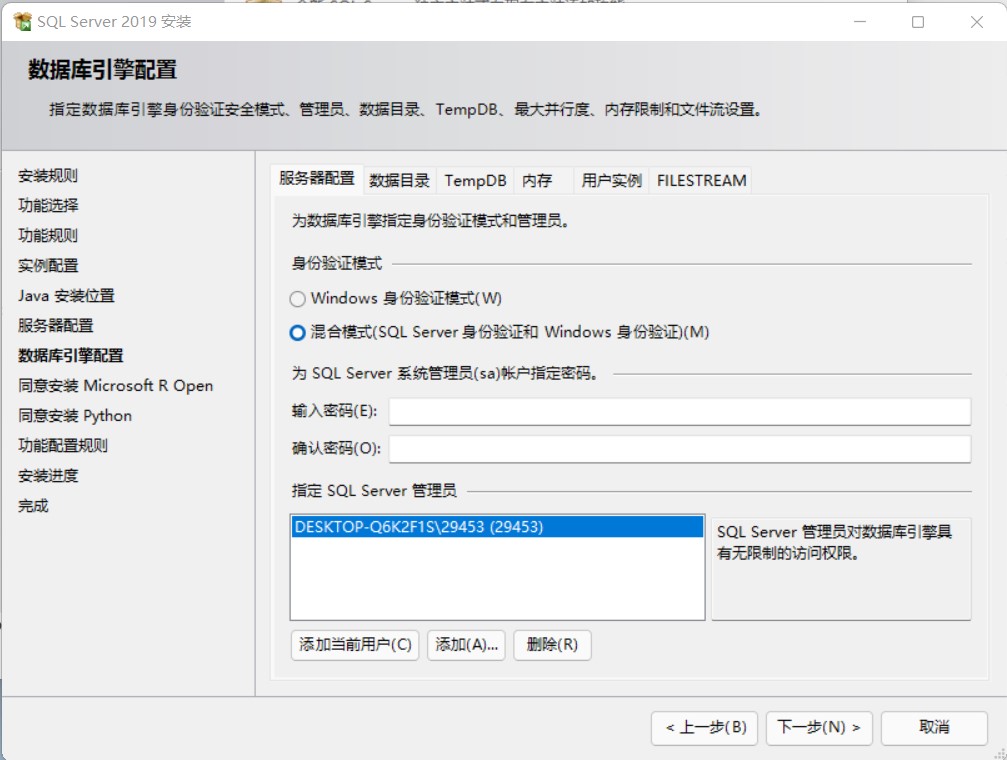 SQL Server 2019 安装
数据库引擎配置
指定数据库引擎身份验证安全模式、管理员、数据目录、TempDB、最大并行度、内存限制和文件流设置。
安装规则
功能选择
功能规则
实例配置
Java 安装位置
服务器配置
数据库引擎配置
同意安装 Microsoft R Open
同意安装 Python
功能配置规则
安装进度
完成
服务器配置 数据目录 TempDB 内存 用户实例 FILESTREAM
为数据库引擎指定身份验证模式和管理员。
身份验证模式
Windows 身份验证模式(W)
混合模式(SQL Server 身份验证和 Windows 身份验证)(M)
为 SQL Server 系统管理员(sa)帐户指定密码。
输入密码(E):
确认密码(O):
指定 SQL Server 管理员
DESKTOP-Q6K2F1S\29453 (29453)
SQL Server 管理员对数据库引擎具
有无限制的访问权限。
添加当前用户(C) 添加(A)... 删除(R)
< 上一步(B) 下一步(N) > 取消